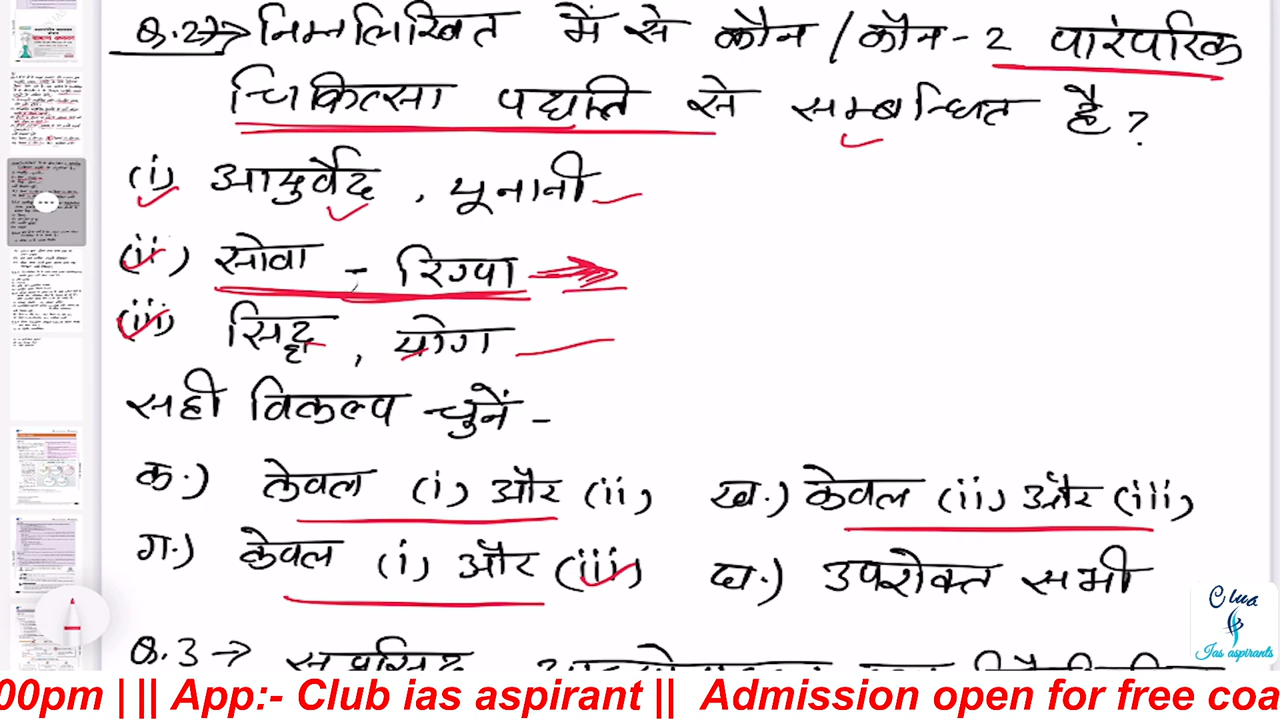 Q.2→ निम्नलिखित में से कौन / कौन-2 पारंपरिक
चिकित्सा पद्धति से सम्बन्धित है?
(i) आयुर्वेद , यूनानी
(ii) सोवा - रिग्पा
(iii) सिद्ध , योग
सही विकल्प चुनें -
क.) केवल (i) और (ii) ख.) केवल (ii) और (iii)
ग.) केवल (i) और (iii) घ.) उपरोक्त सभी
Q.3→
Clua
Ias aspirants
00pm | || App:- Club ias aspirant || Admission open for free coa